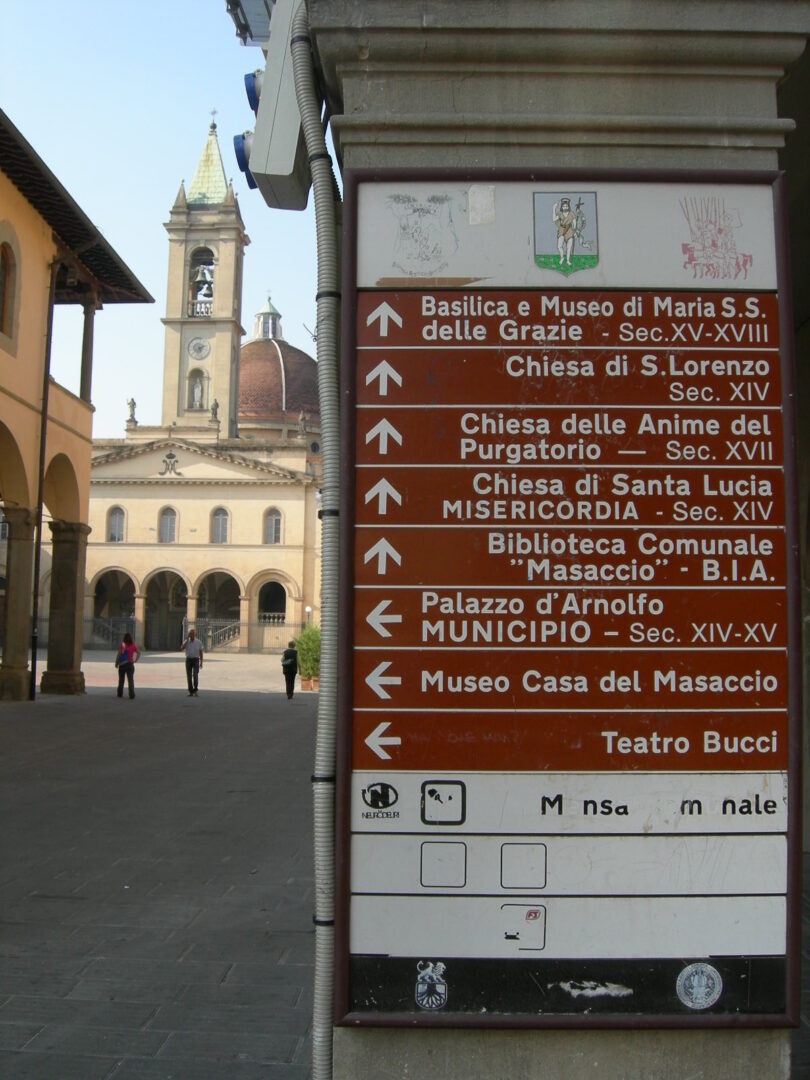 Basilica e Museo di Maria S.S.
delle Grazie - Sec.XV-XVIII
Chiesa di S.Lorenzo
Sec. XIV
Chiesa delle Anime del
Purgatorio — Sec. XVII
Chiesa di Santa Lucia
MISERICORDIA - Sec. XIV
Biblioteca Comunale
"Masaccio" - B.I.A.
Palazzo d'Arnolfo
MUNICIPIO – Sec. XIV-XV
Museo Casa del Masaccio
Teatro Bucci
M nsa m nale